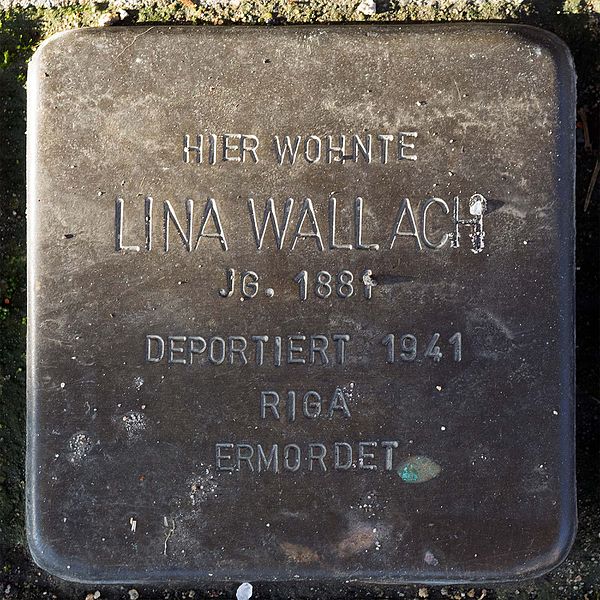 HIER WOHNTE
LINA WALLACH
JG. 1881
DEPORTIERT 1941
RIGA
ERMORDET